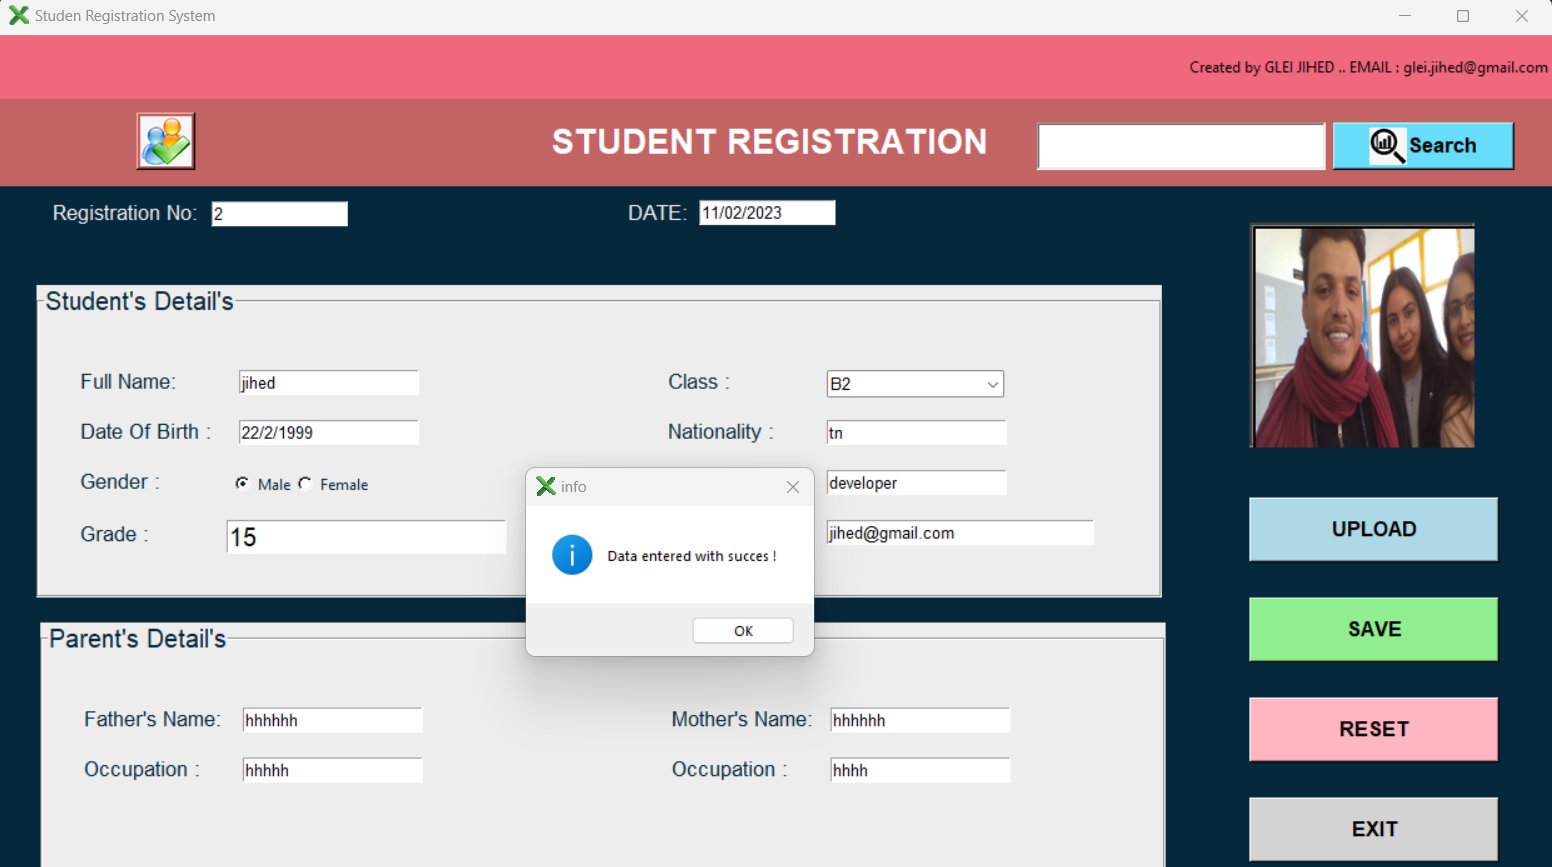 Studen Registration System
Created by GLEI JIHED .. EMAIL : glei.jihed@gmail.com
STUDENT REGISTRATION
Search
Registration No: 2
DATE: 11/02/2023
Student's Detail's
Full Name: jihed
Class : B2
Date Of Birth : 22/2/1999
Nationality : tn
Gender : Male Female
developer
Grade : 15
jihed@gmail.com
info
Data entered with succes !
OK
Parent's Detail's
Father's Name: hhhhhh
Mother's Name: hhhhhh
Occupation : hhhhh
Occupation : hhhh
UPLOAD
SAVE
RESET
EXIT